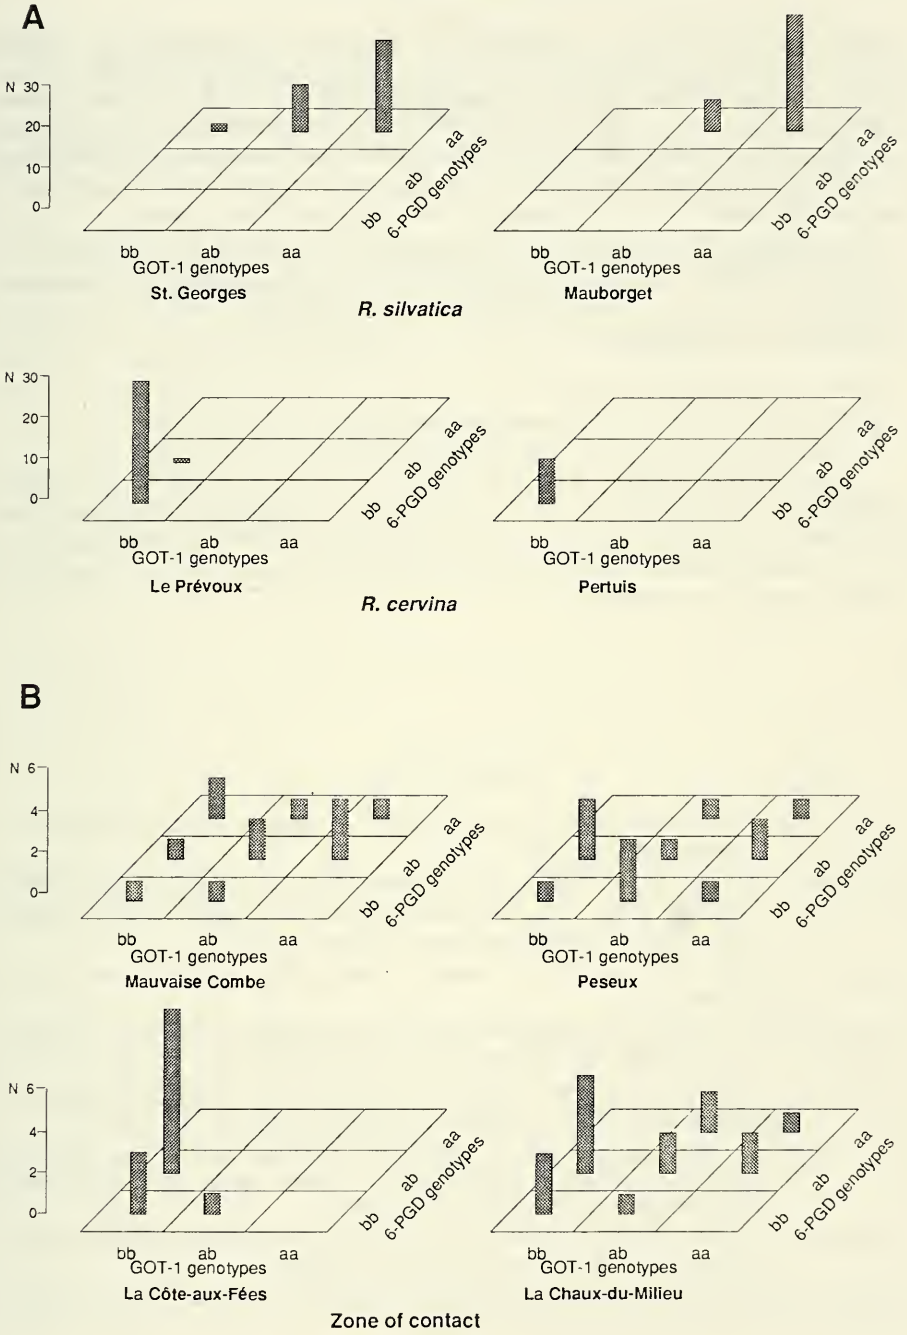 A
N 30
20
10
0
bb ab aa
GOT-1 genotypes
bb ab aa
6-PGD genotypes
St. Georges
bb ab aa
GOT-1 genotypes
bb ab aa
6-PGD genotypes
Mauborget
R. silvatica
N 30
20
10
0
bb ab aa
GOT-1 genotypes
bb ab aa
6-PGD genotypes
Le Prévoux
bb ab aa
GOT-1 genotypes
bb ab aa
6-PGD genotypes
Pertuis
R. cervina
B
N 6
4
2
0
bb ab aa
GOT-1 genotypes
bb ab aa
6-PGD genotypes
Mauvaise Combe
bb ab aa
GOT-1 genotypes
bb ab aa
6-PGD genotypes
Peseux
N 6
4
2
0
bb ab aa
GOT-1 genotypes
bb ab aa
6-PGD genotypes
La Côte-aux-Fées
bb ab aa
GOT-1 genotypes
bb ab aa
6-PGD genotypes
La Chaux-du-Milieu
Zone of contact